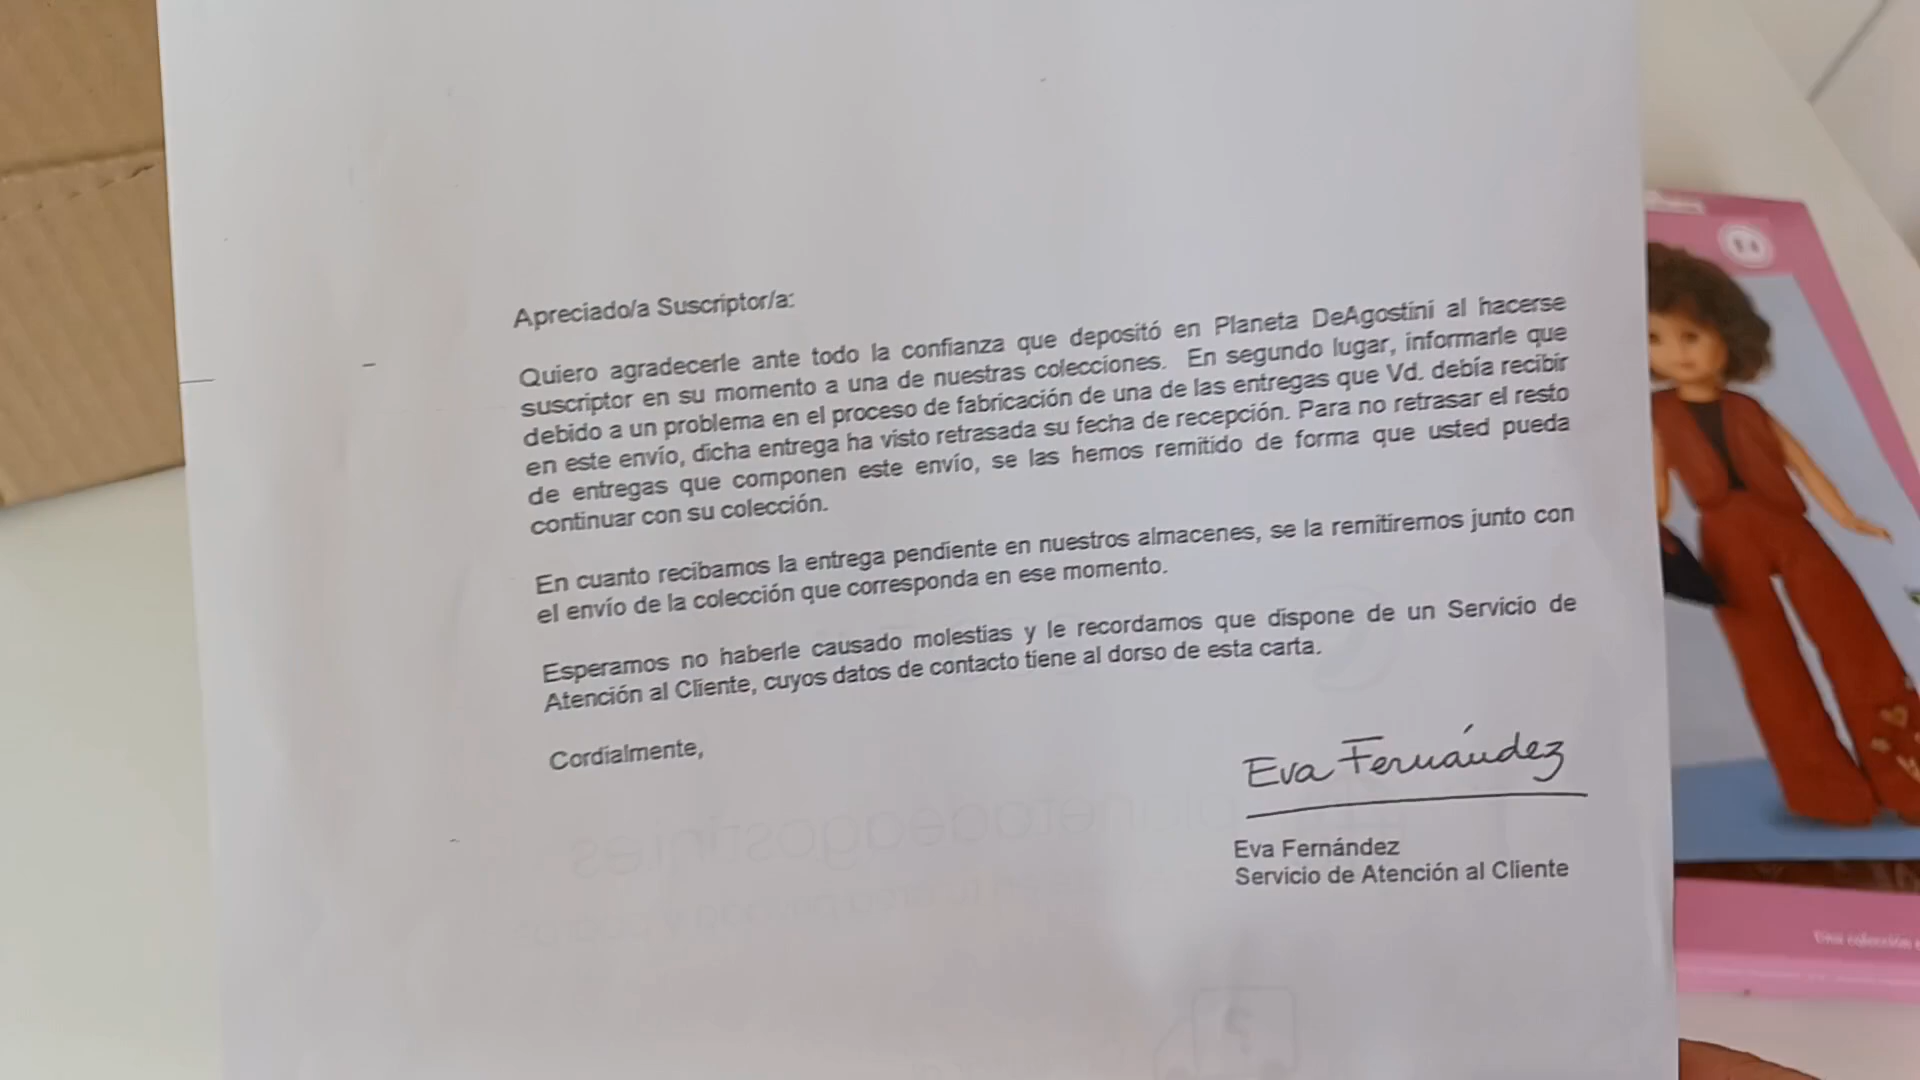 Apreciado/a Suscriptor/a:
Quiero agradecerle ante todo la confianza que depositó en Planeta DeAgostini al hacerse
suscriptor en su momento a una de nuestras colecciones. En segundo lugar, informarle que
debido a un problema en el proceso de fabricación de una de las entregas que Vd. debía recibir
en este envío, dicha entrega ha visto retrasada su fecha de recepción. Para no retrasar el resto
de entregas que componen este envío, se las hemos remitido de forma que usted pueda
continuar con su colección.
En cuanto recibamos la entrega pendiente en nuestros almacenes, se la remitiremos junto con
el envío de la colección que corresponda en ese momento.
Esperamos no haberle causado molestias y le recordamos que dispone de un Servicio de
Atención al Cliente, cuyos datos de contacto tiene al dorso de esta carta.
Cordialmente,
Eva Fernández
Eva Fernández
Servicio de Atención al Cliente
Una colección